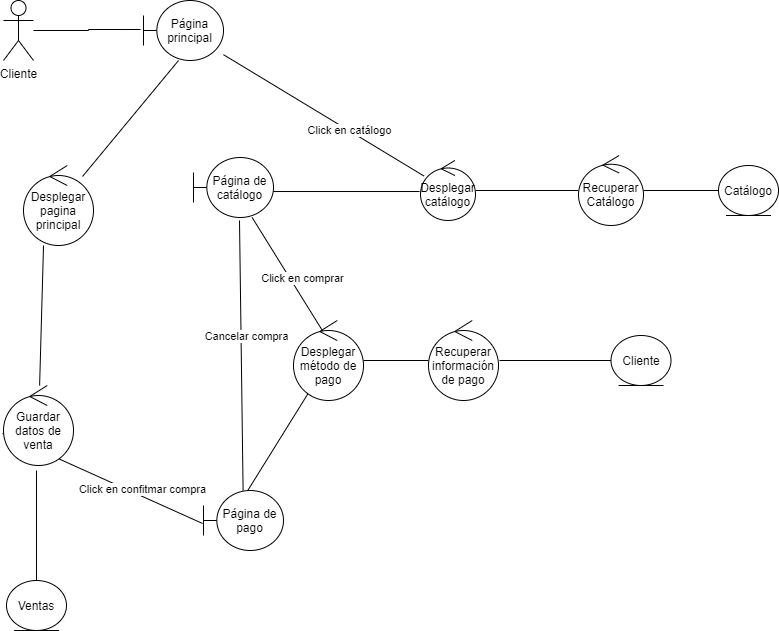 Página
principal
Cliente
Click en catálogo
Desplegar
pagina
principal
Página de
catálogo
Desplegar
catálogo
Recuperar
Catálogo
Catálogo
Click en comprar
Cancelar compra
Desplegar
método de
pago
Recuperar
información
de pago
Cliente
Guardar
datos de
venta
Click en confitmar compra
Página de
pago
Ventas